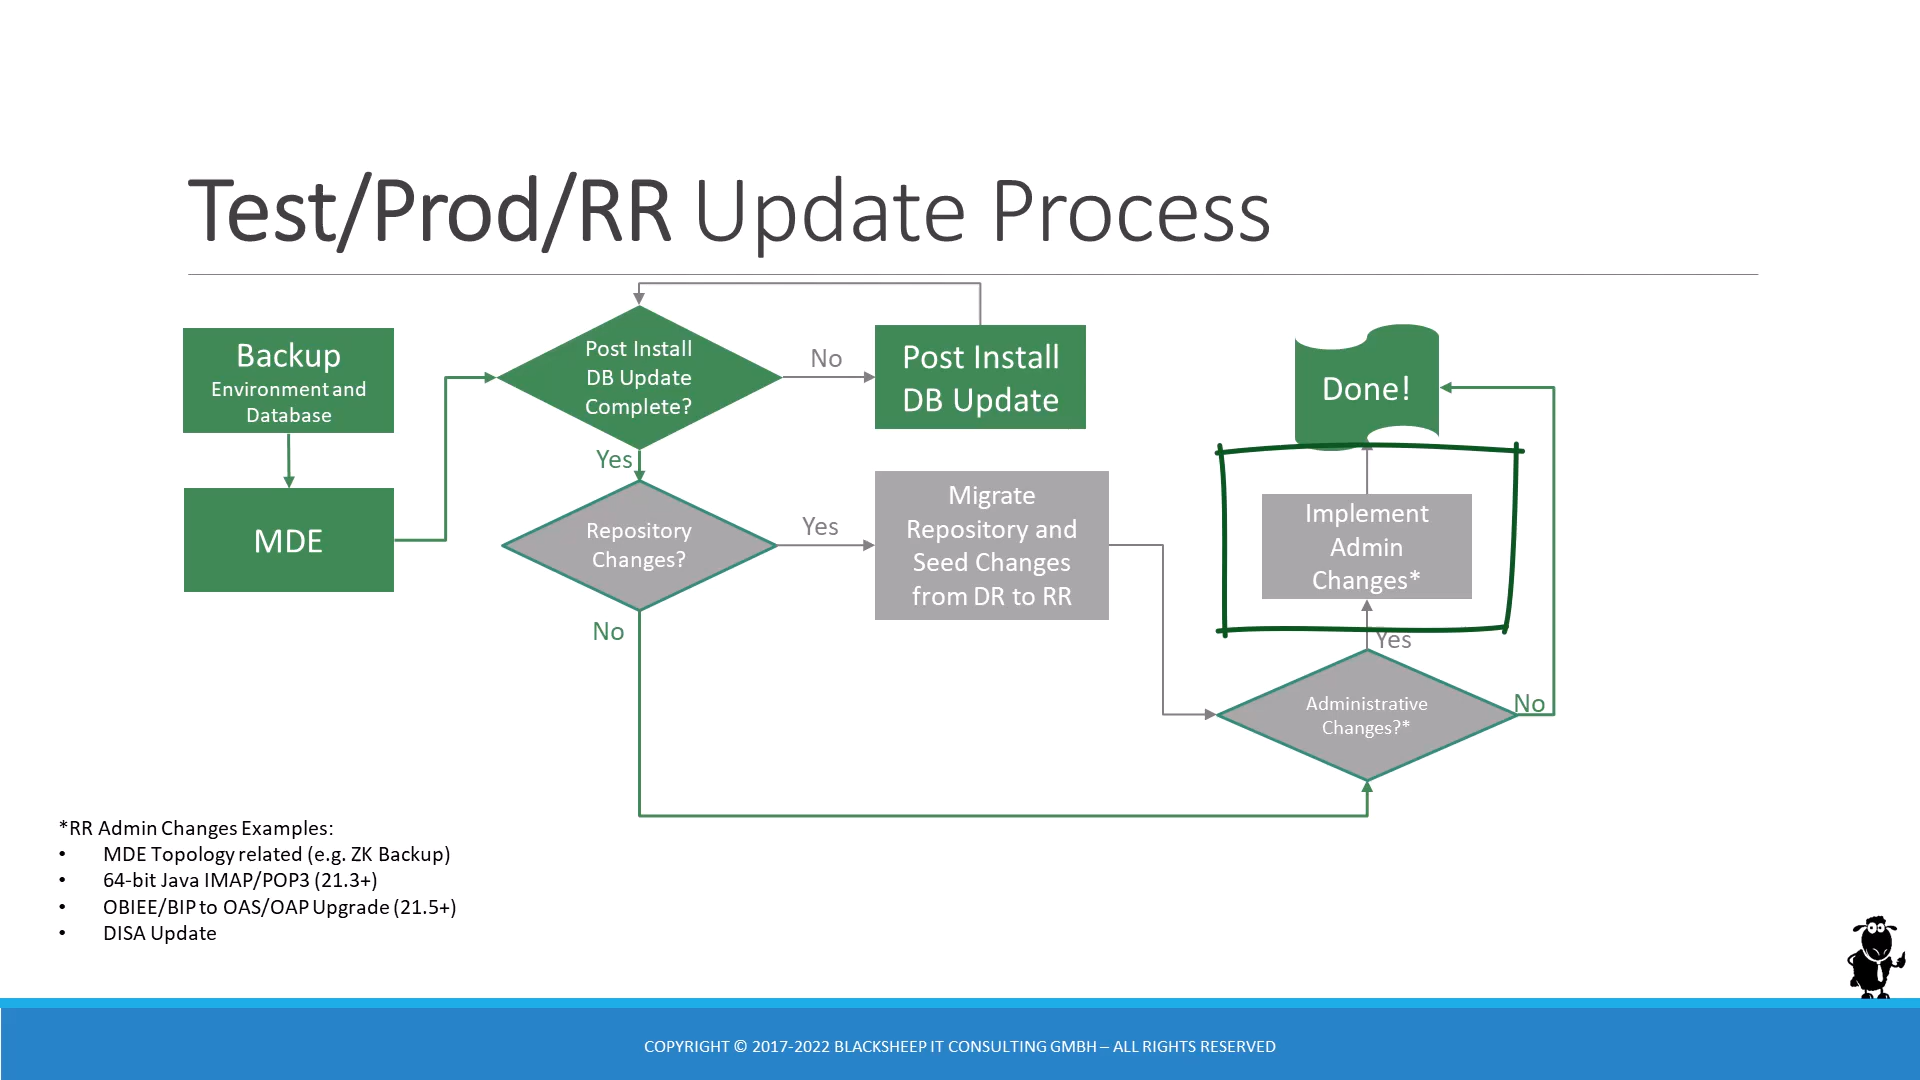 Test/Prod/RR Update Process
Backup
Environment and
Database
MDE
Post Install
DB Update
Complete?
No
Post Install
DB Update
Yes
Repository
Changes?
Yes
Migrate
Repository and
Seed Changes
from DR to RR
No
Done!
Implement
Admin
Changes*
Yes
Administrative
Changes?*
No
*RR Admin Changes Examples:
• MDE Topology related (e.g. ZK Backup)
• 64-bit Java IMAP/POP3 (21.3+)
• OBIEE/BIP to OAS/OAP Upgrade (21.5+)
• DISA Update
COPYRIGHT © 2017-2022 BLACKSHEEP IT CONSULTING GMBH – ALL RIGHTS RESERVED